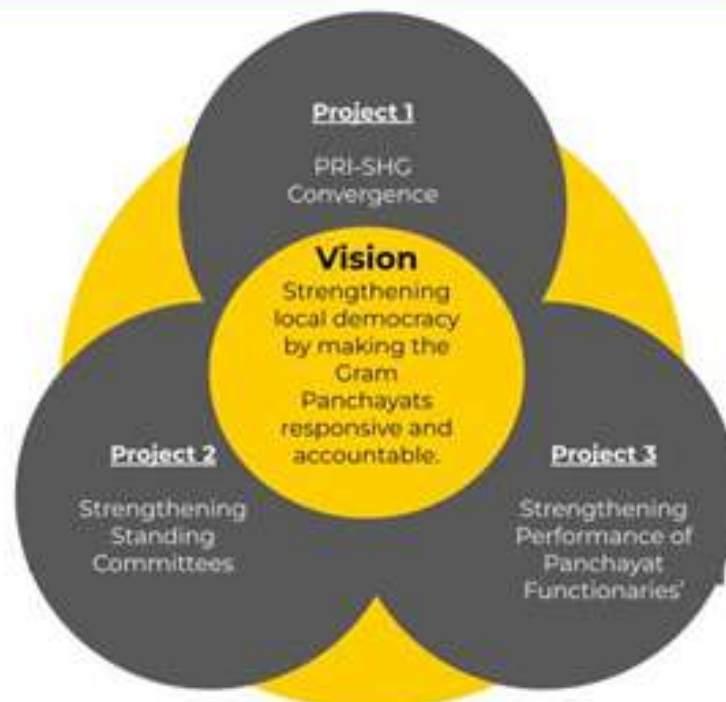 Project 1
PRI-SHG
Convergence
Vision
Strengthening
local democracy
by making the
Gram
Panchayats
responsive and
accountable.
Project 2
Strengthening
Standing
Committees
Project 3
Strengthening
Performance of
Panchayat
Functionaries'